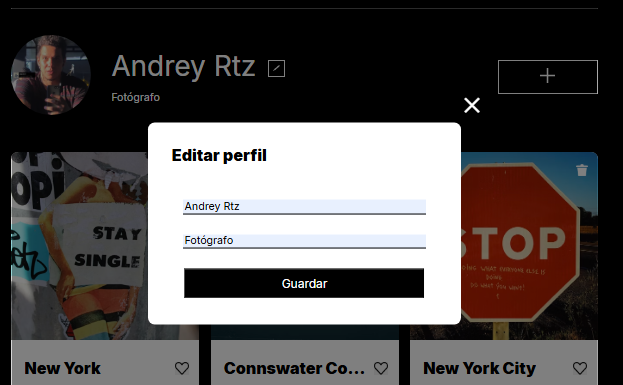 Andrey Rtz
Fotógrafo
Editar perfil
Andrey Rtz
Fotógrafo
Guardar
STAY
SINGLE
STOP
New York
Connswater Co...
New York City